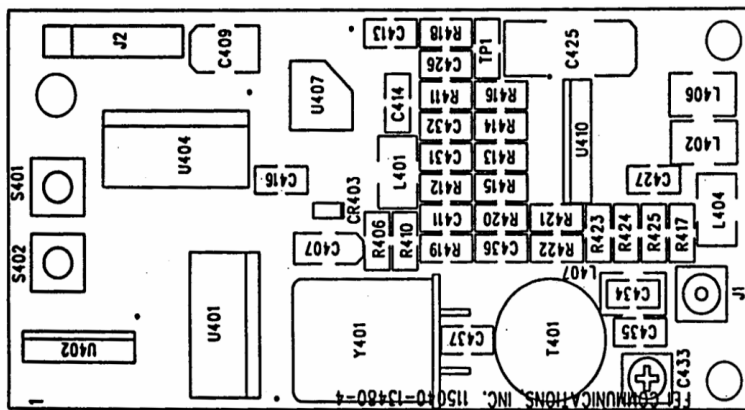 J2
C409
C413
R418
TP1
C425
C426
U407
C414
R411
R416
L406
C432
R414
U410
L402
U404
S401
C416
L401
C431
R413
C427
R412
R415
CR403
L404
C411
R420
R421
R423
R424
R425
R417
S402
C407
R406
R410
R419
C436
R422
L407
U401
C434
J1
Y401
C437
T401
C435
U402
C433
1
FEI COMMUNICATIONS, INC. 115040-13480-4